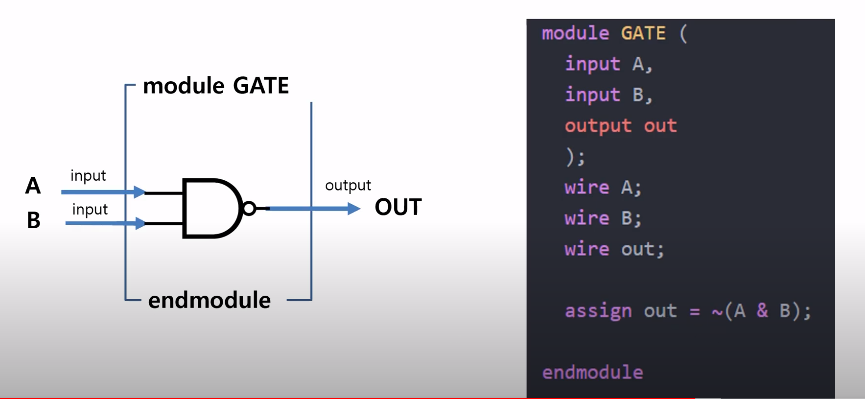 module GATE
A
input
B
input
output
OUT
endmodule
module GATE (
input A,
input B,
output out
);
wire A;
wire B;
wire out;
assign out = ~(A & B);
endmodule